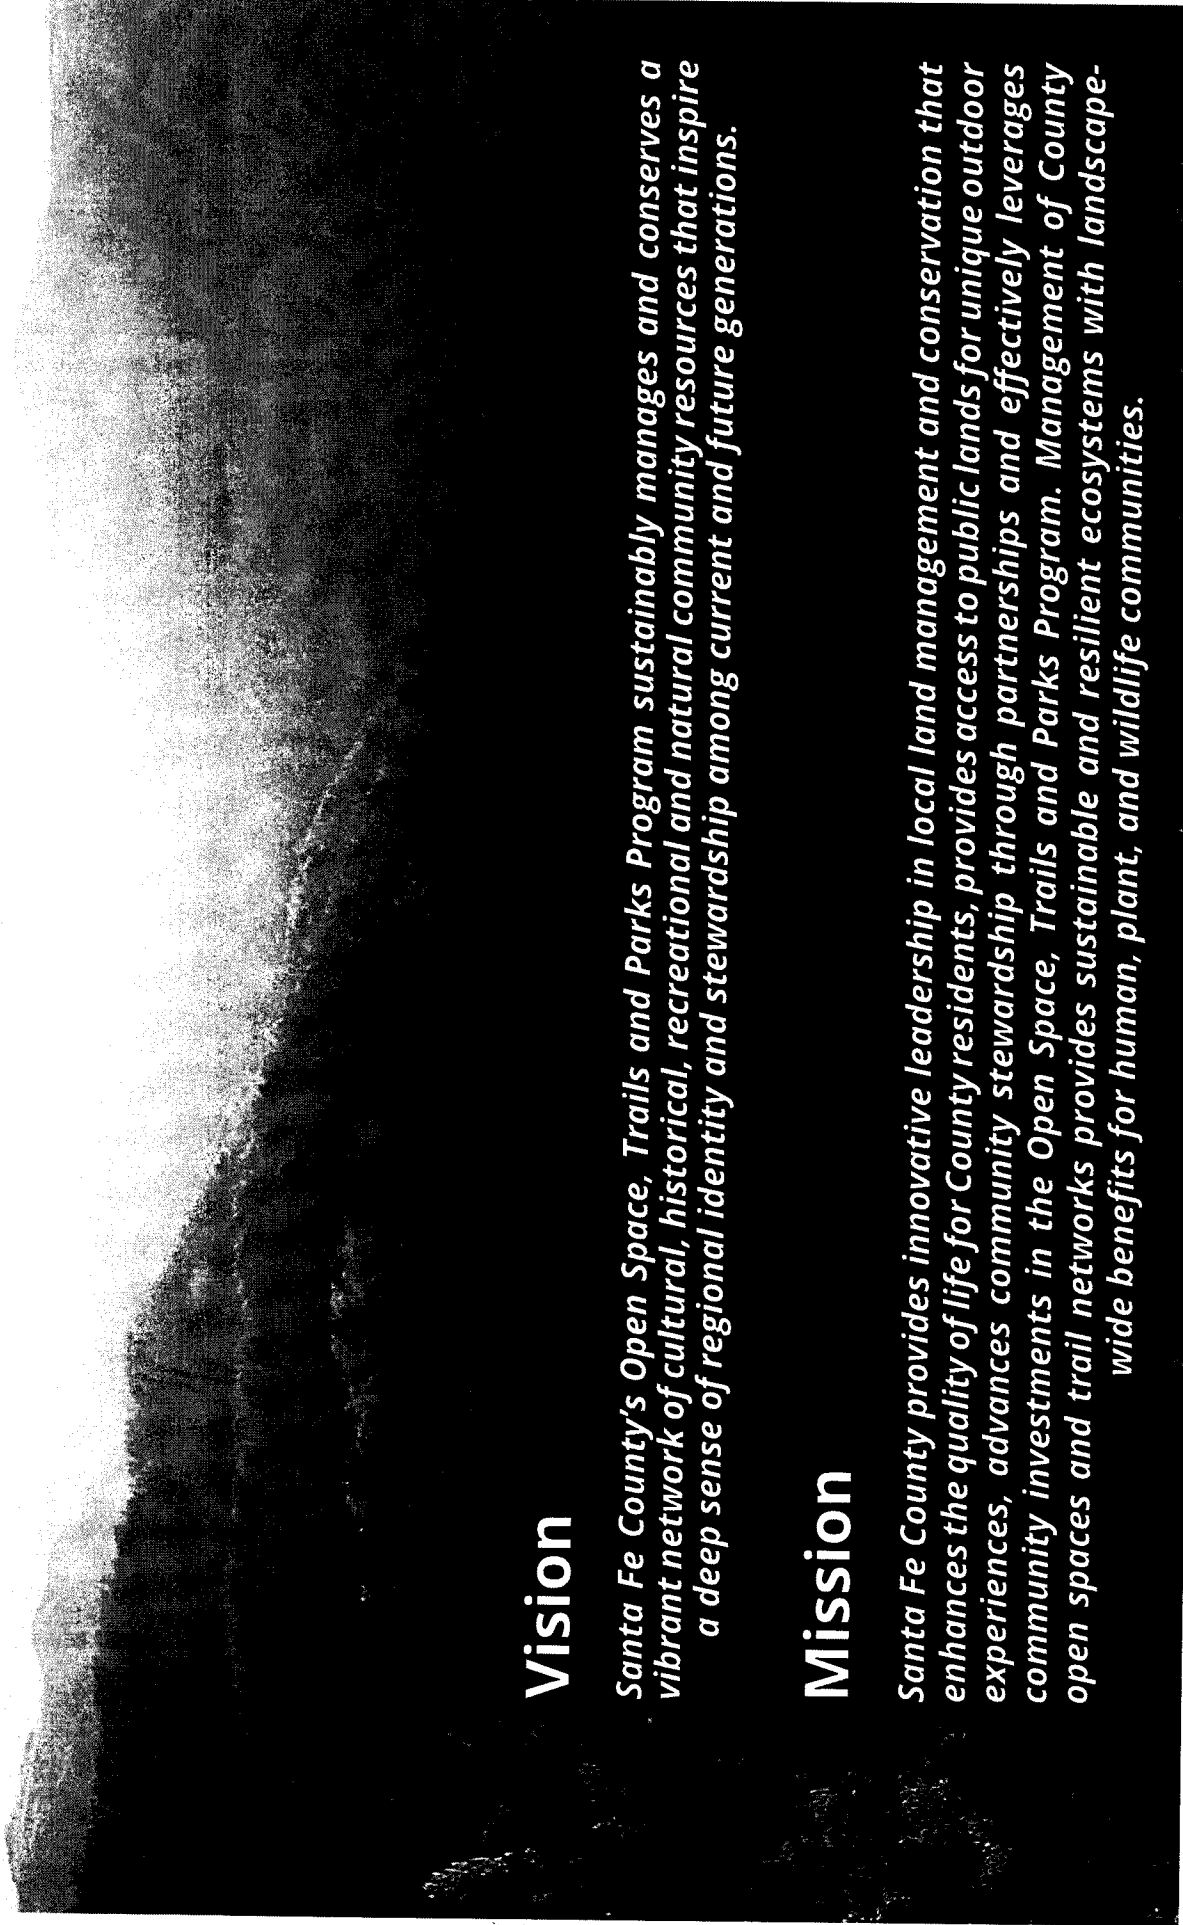 Vision
Santa Fe County's Open Space, Trails and Parks Program sustainably manages and conserves a
vibrant network of cultural, historical, recreational and natural community resources that inspire
a deep sense of regional identity and stewardship among current and future generations.
Mission
Santa Fe County provides innovative leadership in local land management and conservation that
enhances the quality of life for County residents, provides access to public lands for unique outdoor
experiences, advances community stewardship through partnerships and effectively leverages
community investments in the Open Space, Trails and Parks Program. Management of County
open spaces and trail networks provides sustainable and resilient ecosystems with landscape-
wide benefits for human, plant, and wildlife communities.